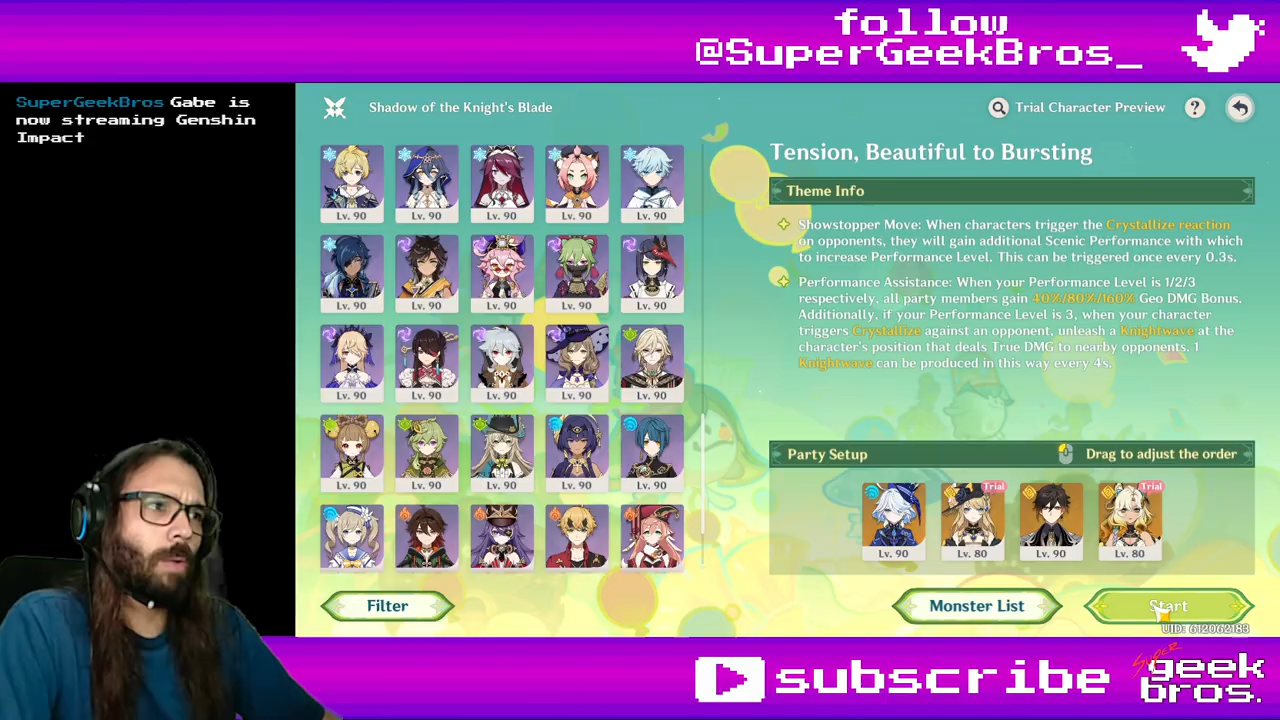 follow
@SuperGeekBros_
SuperGeekBros Gabe is
now streaming Genshin
Impact
Shadow of the Knight's Blade
Trial Character Preview
?
Lv. 90 Lv. 90 Lv. 90 Lv. 90 Lv. 90
Lv. 90 Lv. 90 Lv. 90 Lv. 90 Lv. 90
Lv. 90 Lv. 90 Lv. 90 Lv. 90 Lv. 90
Lv. 90 Lv. 90 Lv. 90 Lv. 90 Lv. 90
Filter
Tension, Beautiful to Bursting
Theme Info
Showstopper Move: When characters trigger the Crystallize reaction
on opponents, they will gain additional Scenic Performance with which
to increase Performance Level. This can be triggered once every 0.3s.
Performance Assistance: When your Performance Level is 1/2/3
respectively, all party members gain 40%/80%/160% Geo DMG Bonus.
Additionally, if your Performance Level is 3, when your character
triggers Crystallize against an opponent, unleash a Knightwave at the
character's position that deals True DMG to nearby opponents. 1
Knightwave can be produced in this way every 4s.
Party Setup
Drag to adjust the order
Trial Trial
Lv. 90 Lv. 80 Lv. 90 Lv. 80
Monster List
Start
UID: 612062183
subscribe
super
geek
bros.